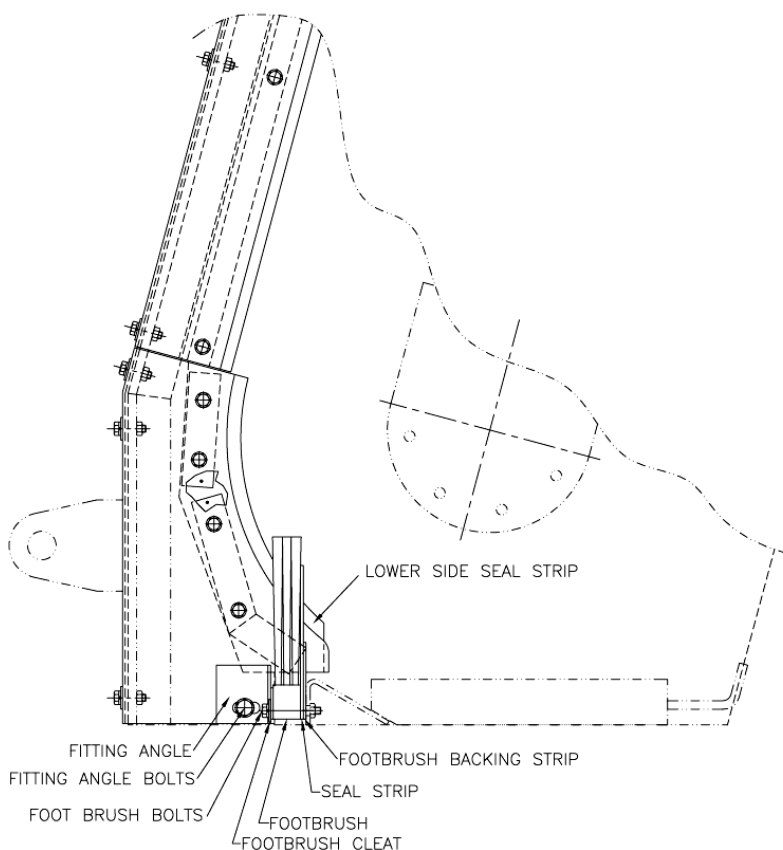 LOWER SIDE SEAL STRIP
FITTING ANGLE
FOOTBRUSH BACKING STRIP
FITTING ANGLE BOLTS
SEAL STRIP
FOOT BRUSH BOLTS
FOOTBRUSH
FOOTBRUSH CLEAT